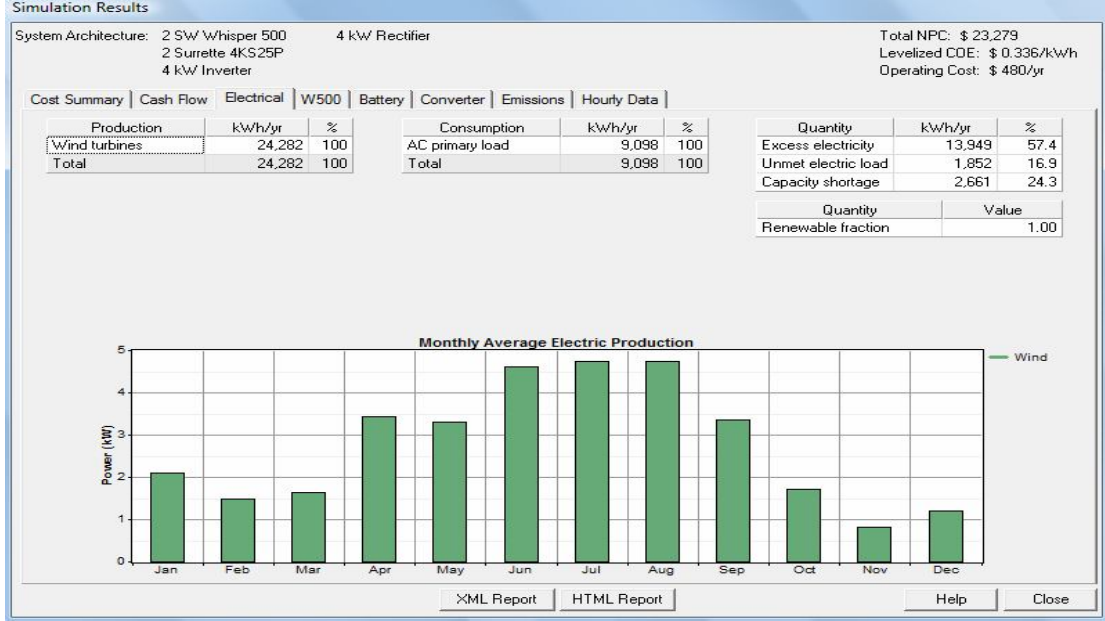 Simulation Results
System Architecture: 2 SW Whisper 500 4 kW Rectifier Total NPC: $ 23,279
2 Surrette 4KS25P Levelized COE: $ 0.336/kWh
4 kW Inverter Operating Cost: $ 480/yr
Cost Summary Cash Flow Electrical W500 Battery Converter Emissions Hourly Data
Production kWh/yr % Consumption kWh/yr % Quantity kWh/yr %
Wind turbines 24,282 100 AC primary load 9,098 100 Excess electricity 13,949 57.4
Total 24,282 100 Total 9,098 100 Unmet electric load 1,852 16.9
Capacity shortage 2,661 24.3
Quantity Value
Renewable fraction 1.00
Monthly Average Electric Production
Wind
Power (kW)
5
4
3
2
1
0
Jan Feb Mar Apr May Jun Jul Aug Sep Oct Nov Dec
XML Report HTML Report Help Close